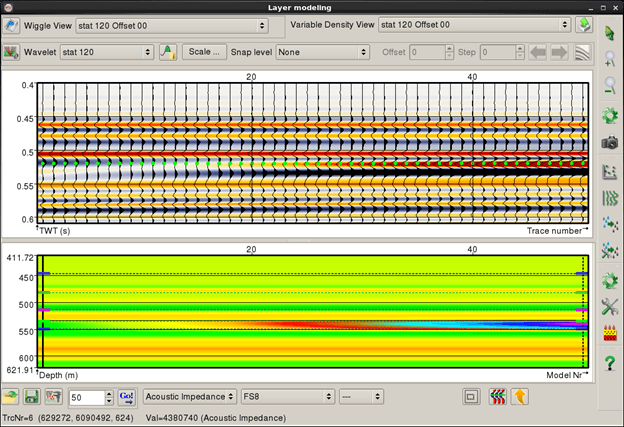 Layer modeling
Wiggle View stat 120 Offset 00 Variable Density View stat 120 Offset 00
Wavelet stat 120 Scale ... Snap level None Offset 0 Step 0
20 40
0.4
0.45
0.5
0.55
0.6
TWT (s) Trace number
20 40
411.72
450
500
550
600
621.91
Depth (m) Model Nr
50 Go! Acoustic Impedance FS8 ---
TrcNr=6 (629272, 6090492, 624) Val=4380740 (Acoustic Impedance)